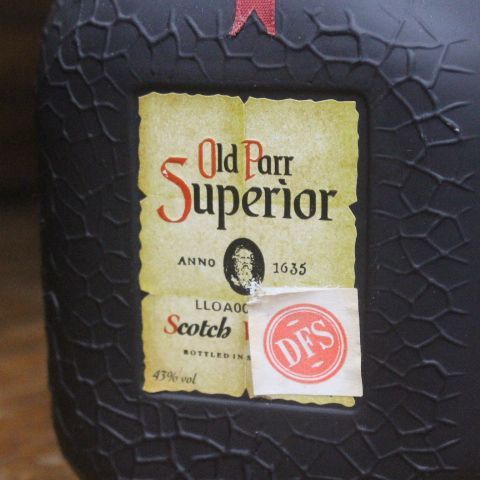 Old Parr
Superior
ANNO 1635
LLOA00
Scotch
BOTTLED IN
43% vol
DFS